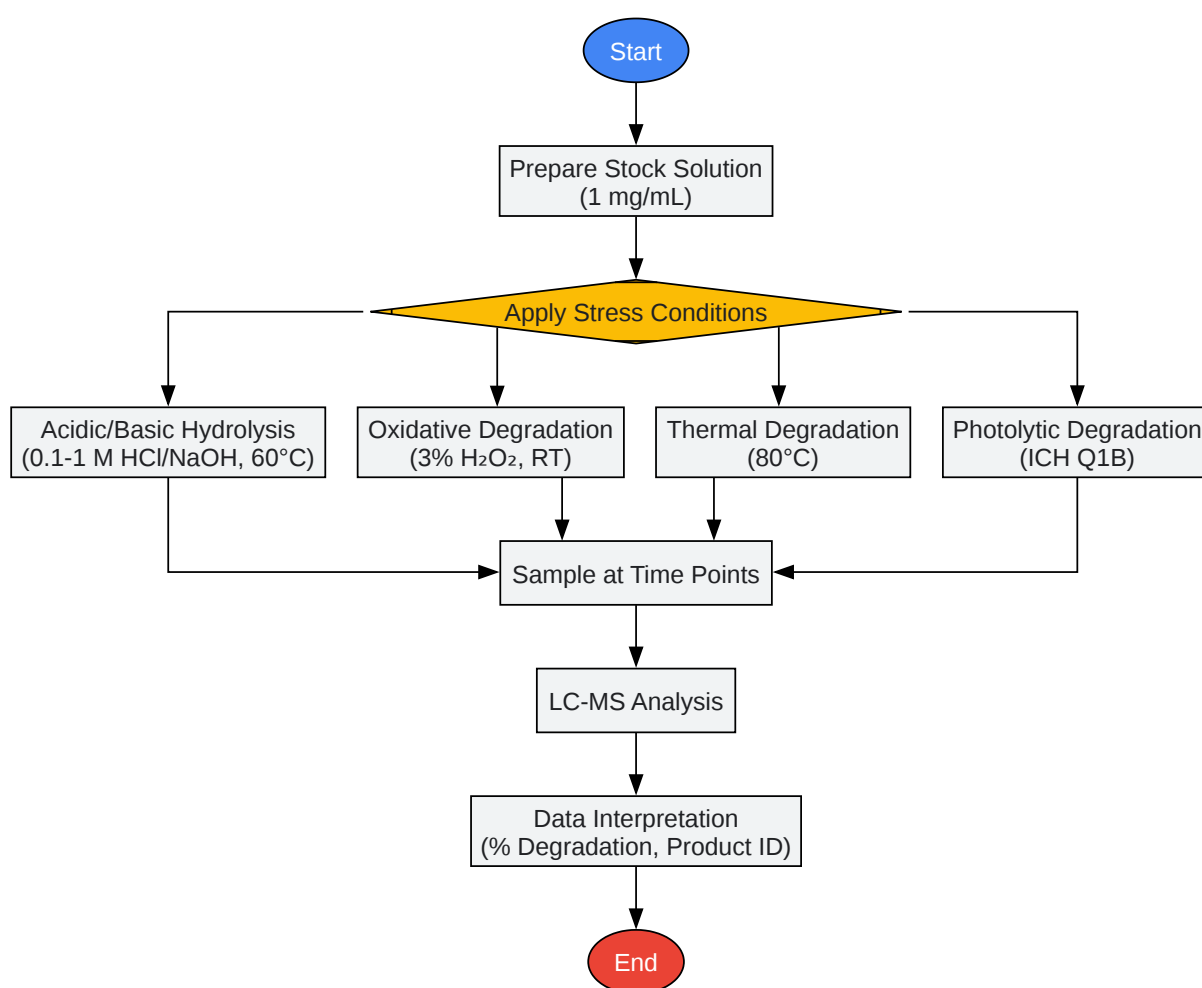 Start
Prepare Stock Solution
(1 mg/mL)
Apply Stress Conditions
Acidic/Basic Hydrolysis
(0.1-1 M HCl/NaOH, 60°C)
Oxidative Degradation
(3% H₂O₂, RT)
Thermal Degradation
(80°C)
Photolytic Degradation
(ICH Q1B)
Sample at Time Points
LC-MS Analysis
Data Interpretation
(% Degradation, Product ID)
End